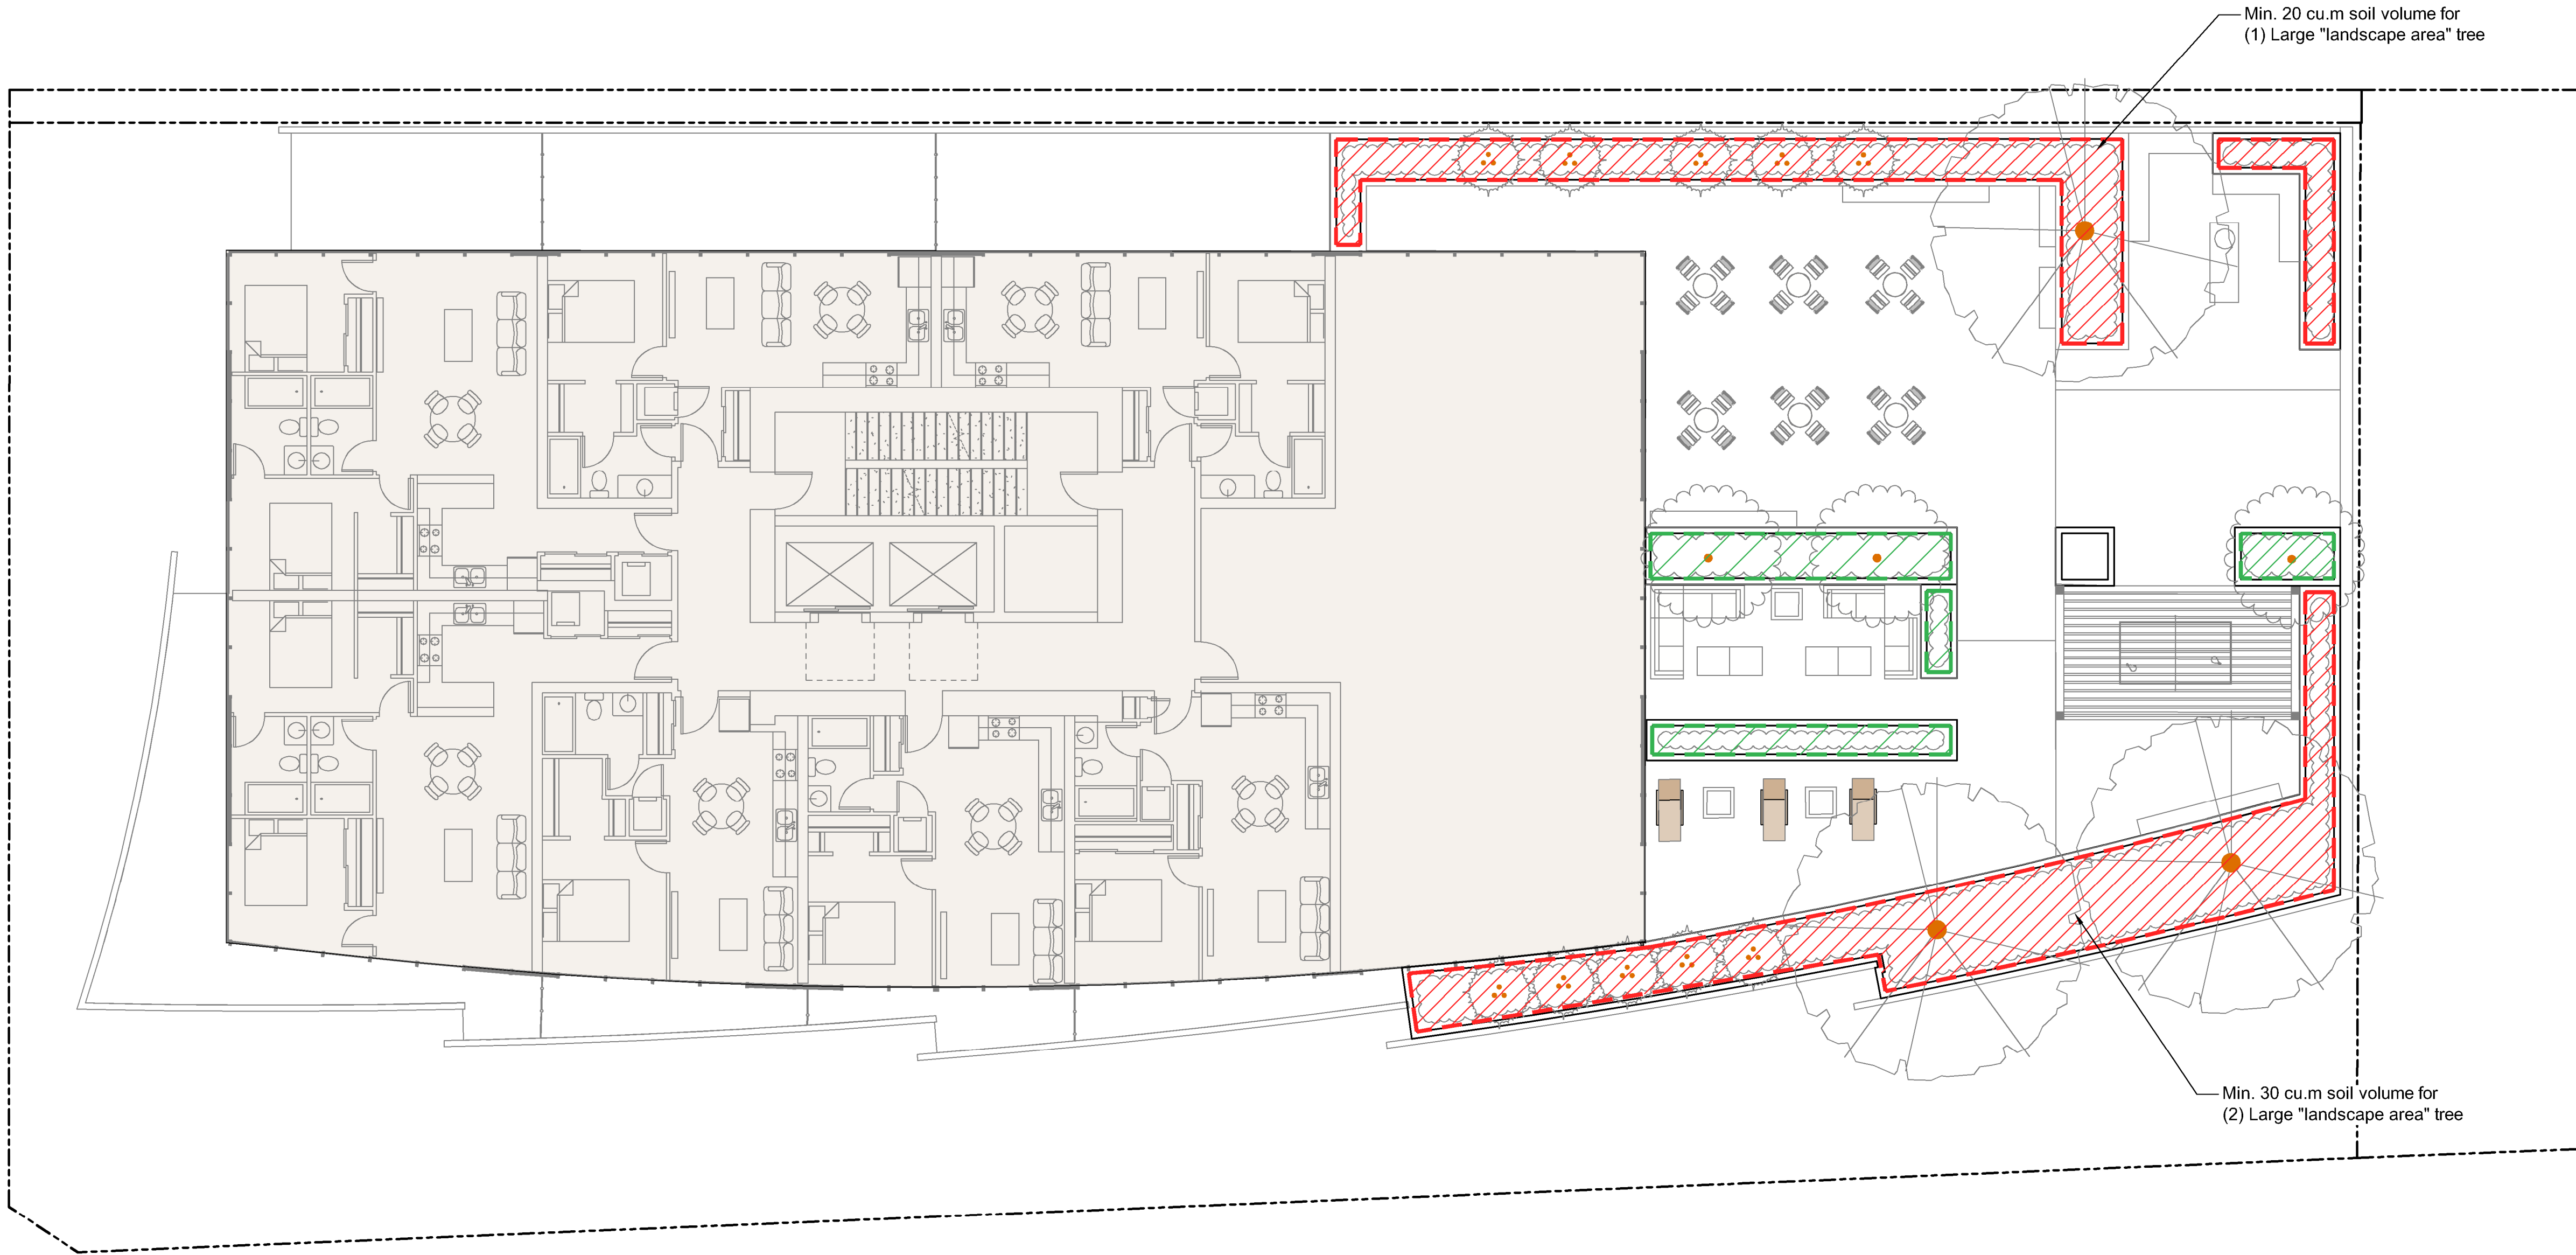 Min. 20 cu.m soil volume for
(1) Large "landscape area" tree
Min. 30 cu.m soil volume for
(2) Large "landscape area" tree